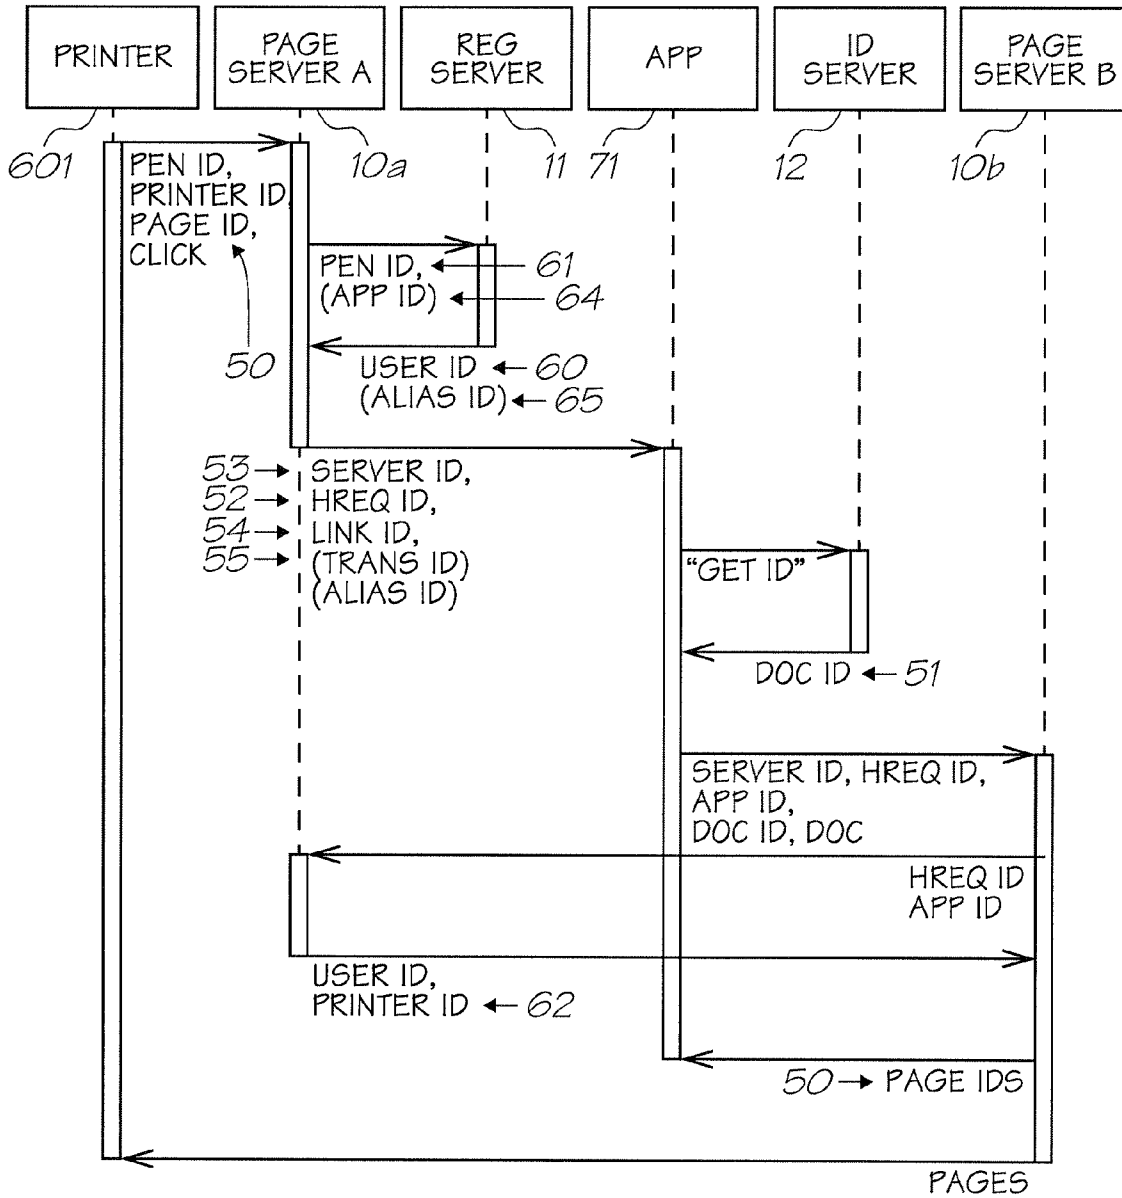 PRINTER
PAGE
SERVER A
REG
SERVER
APP
ID
SERVER
PAGE
SERVER B
601
10a
11
71
12
10b
PEN ID,
PRINTER ID,
PAGE ID,
CLICK
50
PEN ID, 61
(APP ID) 64
USER ID 60
(ALIAS ID) 65
53 SERVER ID,
52 HREQ ID,
54 LINK ID,
55 (TRANS ID)
(ALIAS ID)
“GET ID”
DOC ID 51
SERVER ID, HREQ ID,
APP ID,
DOC ID, DOC
HREQ ID
APP ID
USER ID,
PRINTER ID 62
50 PAGE IDS
PAGES